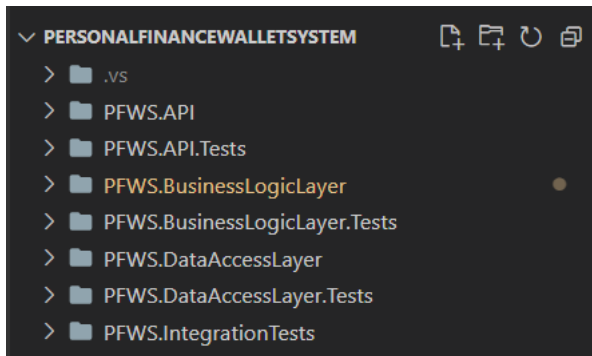 PERSONALFINANCEWALLETSYSTEM
.vs
PFWS.API
PFWS.API.Tests
PFWS.BusinessLogicLayer
PFWS.BusinessLogicLayer.Tests
PFWS.DataAccessLayer
PFWS.DataAccessLayer.Tests
PFWS.IntegrationTests